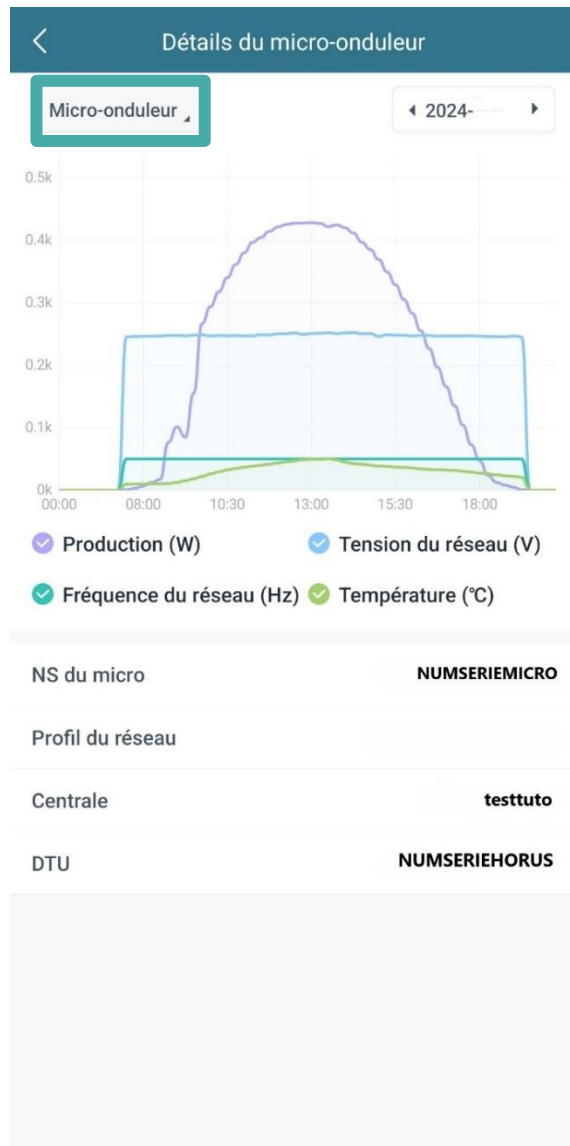 Détails du micro-onduleur
Micro-onduleur
2024-
0.5k
0.4k
0.3k
0.2k
0.1k
0k
00:00 08:00 10:30 13:00 15:30 18:00
Production (W) Tension du réseau (V)
Fréquence du réseau (Hz) Température (°C)
NS du micro NUMSERIEMICRO
Profil du réseau
Centrale testtuto
DTU NUMSERIEHORUS